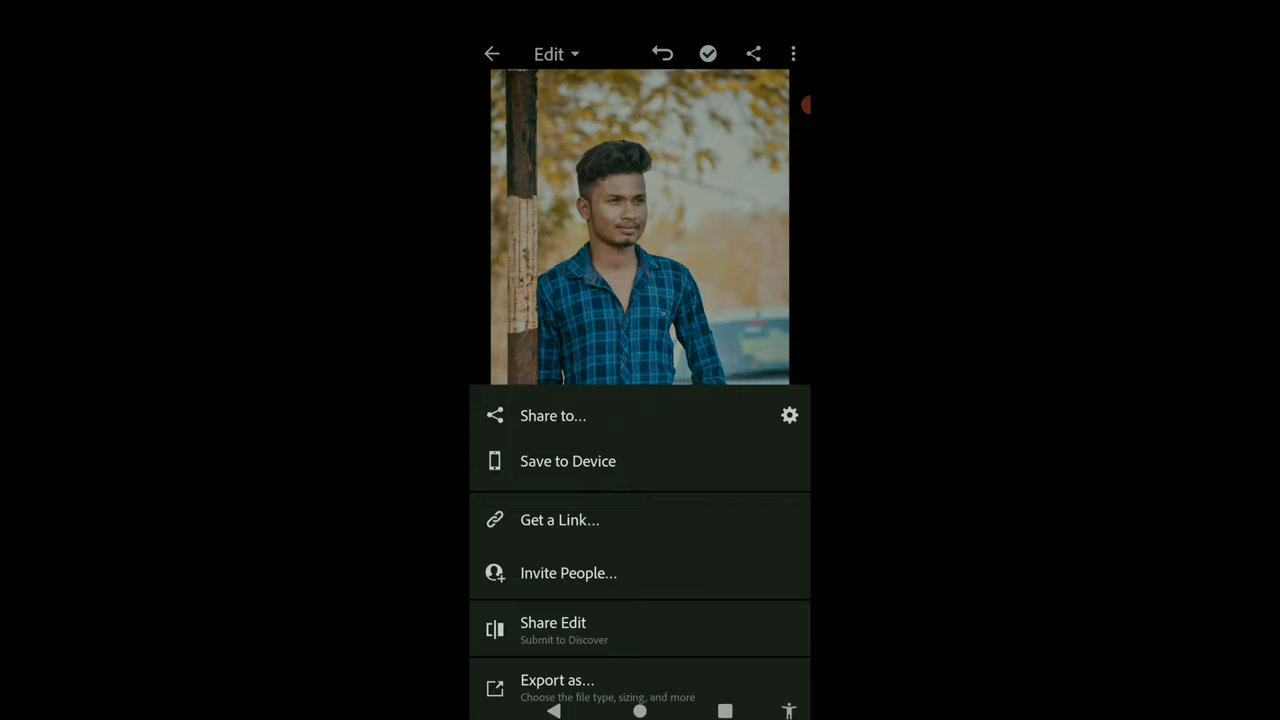 Edit
Share to...
Save to Device
Get a Link...
Invite People...
Share Edit
Submit to Discover
Export as...
Choose the file type, sizing, and more